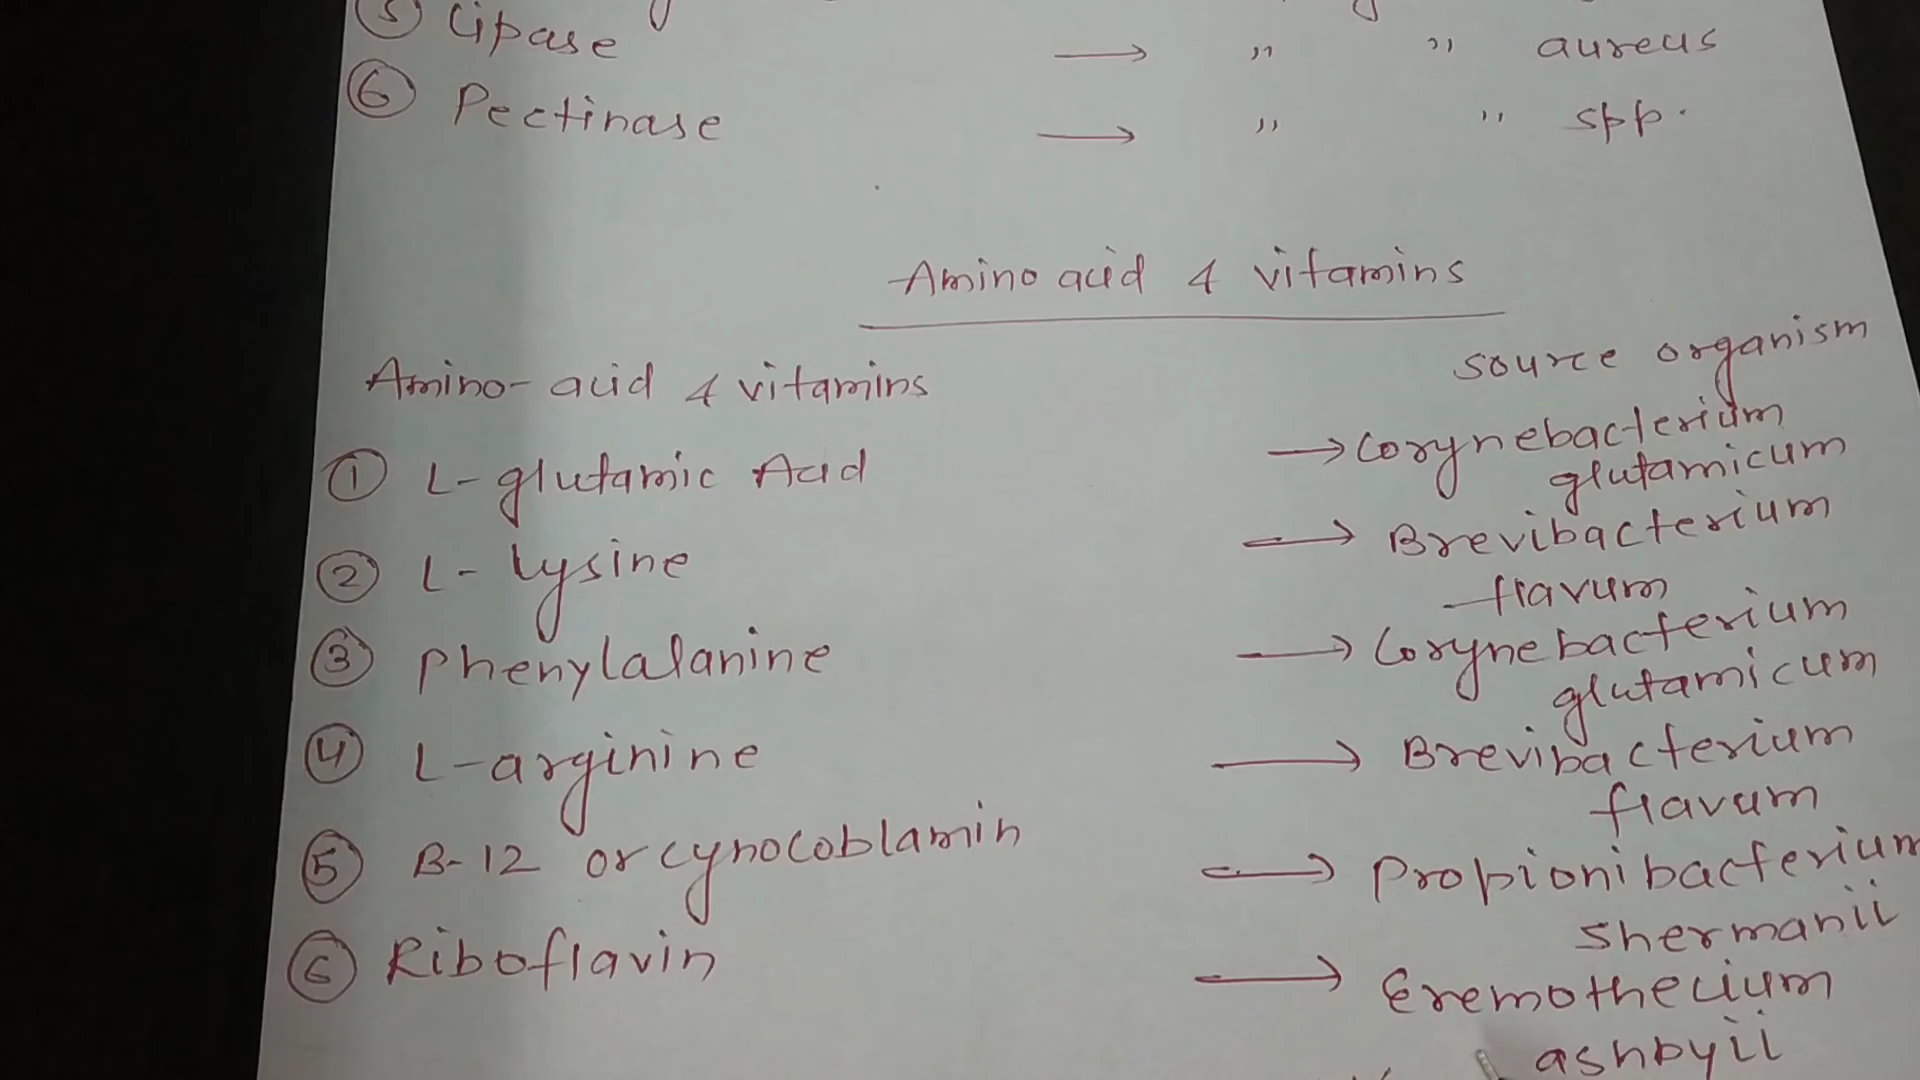 ⑤ Lipase → " " aureus
⑥ Pectinase → " " spp.
Amino acid & vitamins
Amino-acid & vitamins source organism
① L-glutamic Acid → Corynebacterium
glutamicum
② L-lysine → Brevibacterium
flavum
③ phenylalanine → Corynebacterium
glutamicum
④ L-arginine → Brevibacterium
flavum
⑤ B-12 or cynocoblamin → Propionibacterium
shermanii
⑥ Riboflavin → Eremothecium
ashbyii